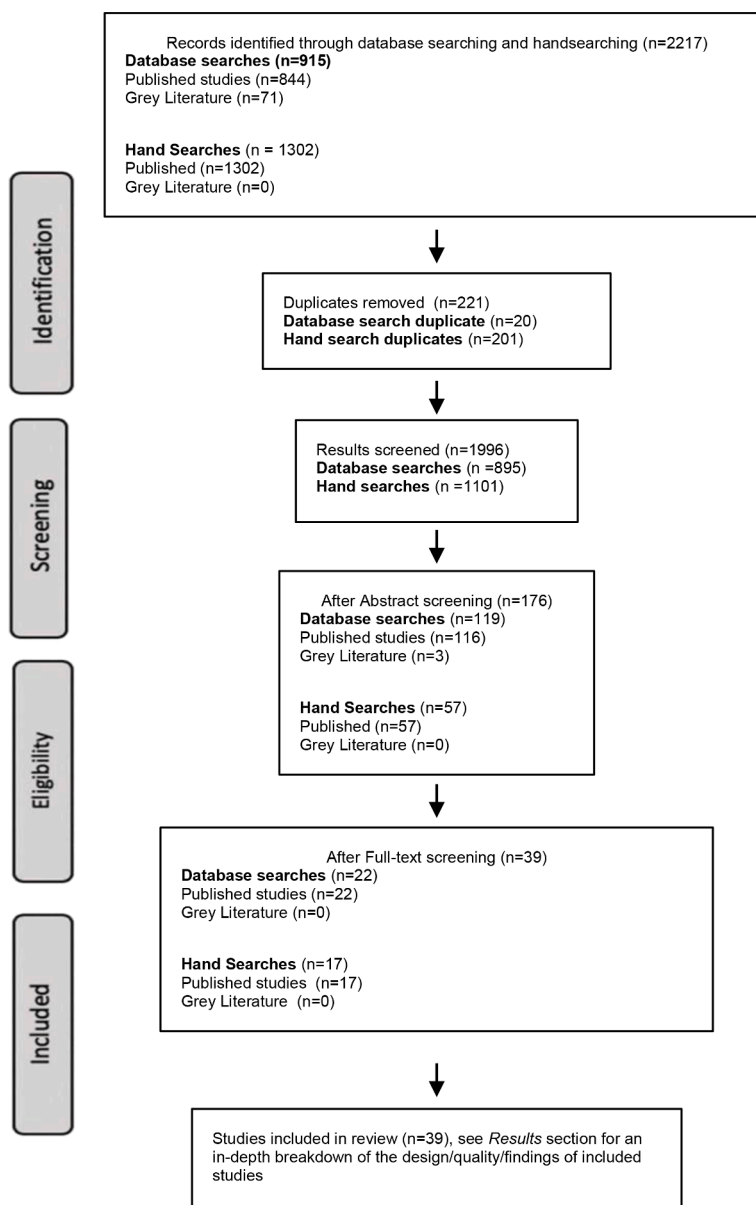 Records identified through database searching and handsearching (n=2217)
Database searches (n=915)
Published studies (n=844)
Grey Literature (n=71)
Hand Searches (n = 1302)
Published (n=1302)
Grey Literature (n=0)
Identification
Duplicates removed  (n=221)
Database search duplicate (n=20)
Hand search duplicates (n=201)
Screening
Results screened (n=1996)
Database searches (n =895)
Hand searches (n =1101)
After Abstract screening (n=176)
Database searches (n=119)
Published studies (n=116)
Grey Literature (n=3)
Hand Searches (n=57)
Published (n=57)
Grey Literature (n=0)
Eligibility
After Full-text screening (n=39)
Database searches (n=22)
Published studies (n=22)
Grey Literature (n=0)
Hand Searches (n=17)
Published studies  (n=17)
Grey Literature  (n=0)
Included
Studies included in review (n=39), see Results section for an
in-depth breakdown of the design/quality/findings of included
studies